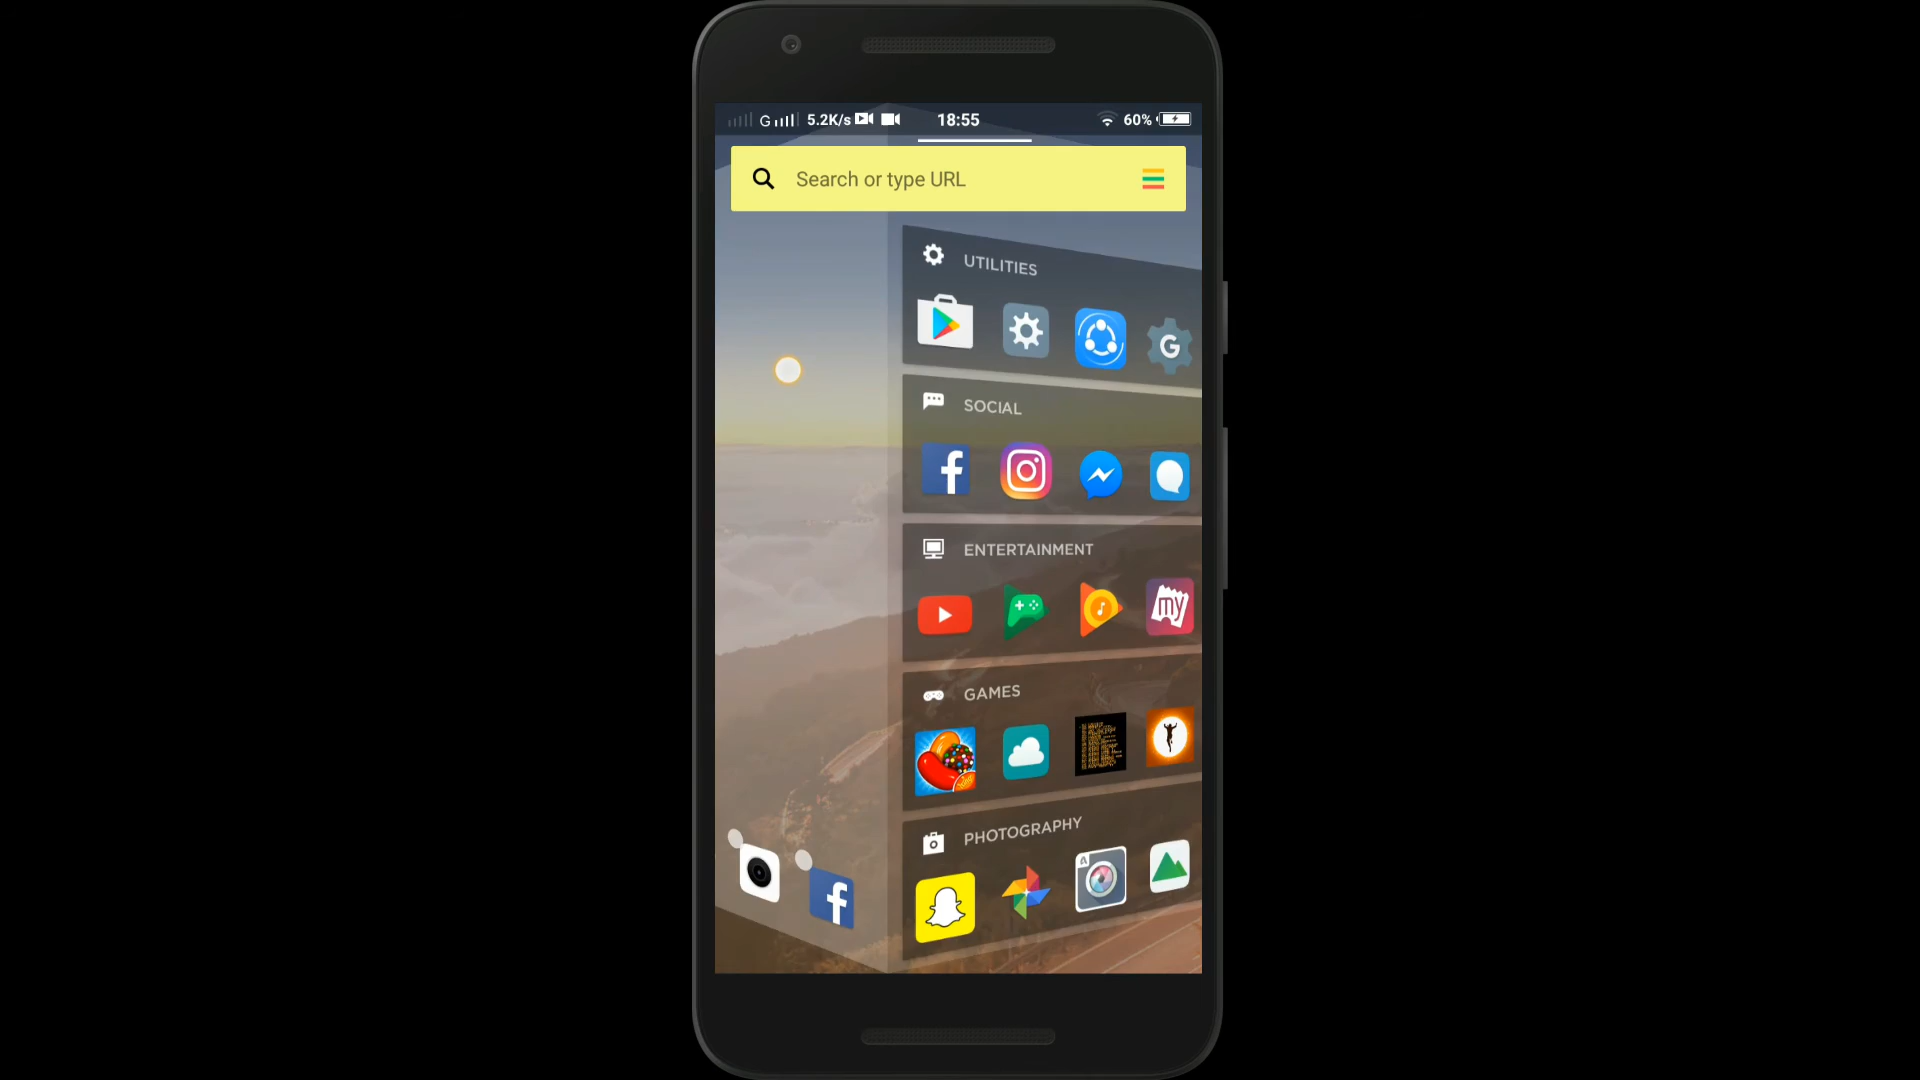 G 5.2K/s 18:55 60%
Search or type URL
UTILITIES
G
SOCIAL
f
ENTERTAINMENT
my
GAMES
PHOTOGRAPHY
A
f